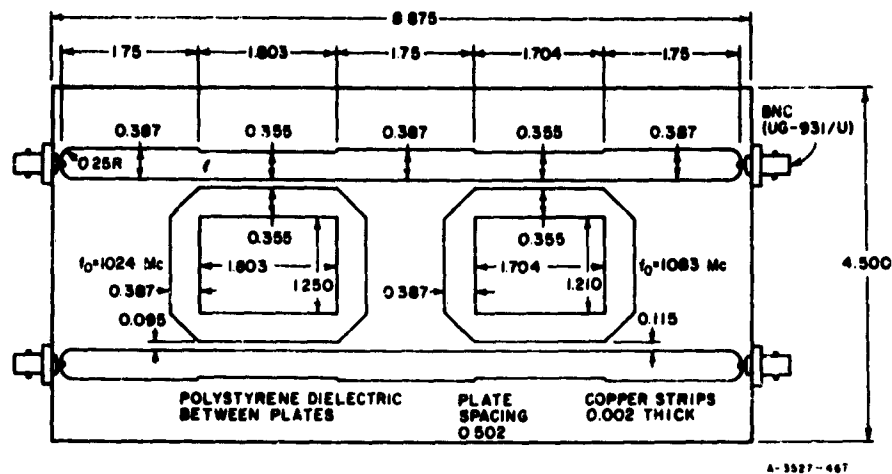 8.875
1.75 1.803 1.75 1.704 1.75
BNC
(UG-931/U)
0.387 0.355 0.387 0.355 0.387
0.25R
0.355 0.355
4.500
f₀=1024 Mc 1.803 1.704 f₀=1083 Mc
1.250 1.210
0.387 0.387
0.095 0.115
POLYSTYRENE DIELECTRIC
BETWEEN PLATES
PLATE
SPACING
0.502
COPPER STRIPS
0.002 THICK
A-3527-467